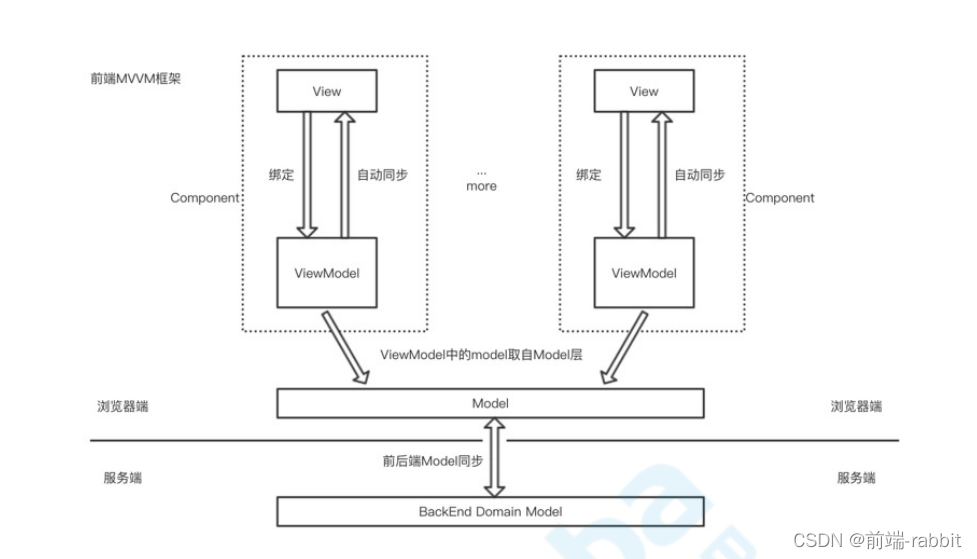 前端MVVM框架
View
View
绑定
自动同步
...
more
绑定
自动同步
Component
Component
ViewModel
ViewModel
ViewModel中的model取自Model层
Model
浏览器端
浏览器端
前后端Model同步
服务端
服务端
BackEnd Domain Model
CSDN @前端-rabbit